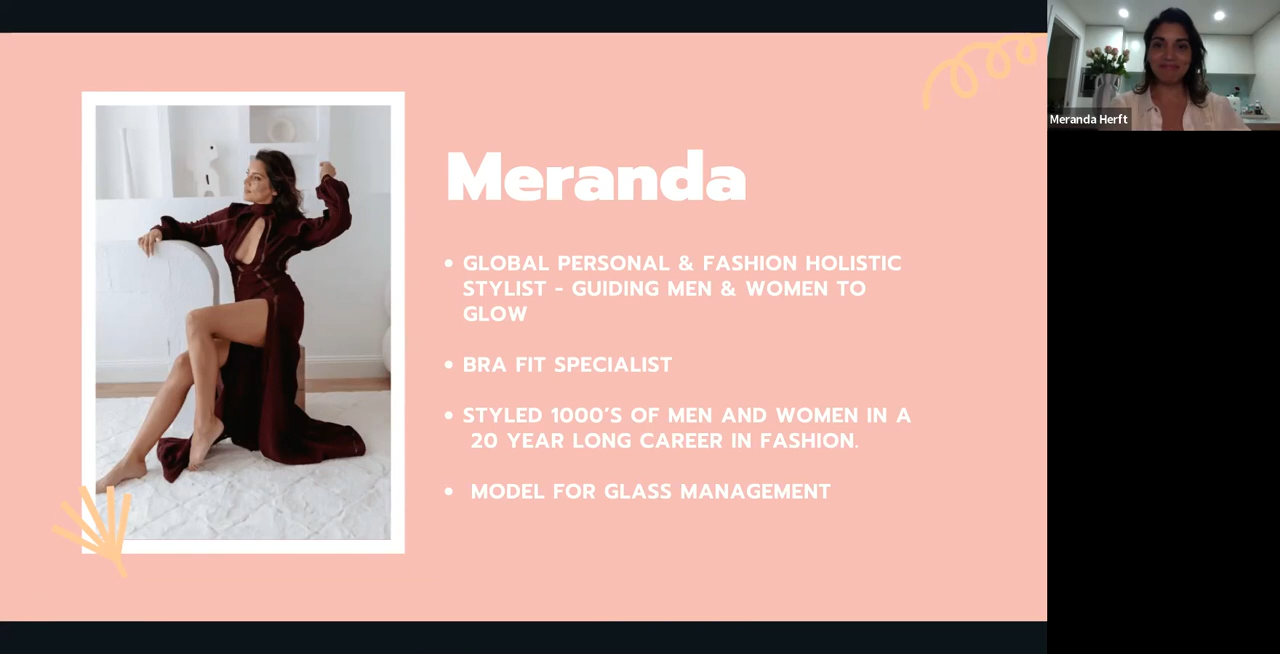 Meranda
• GLOBAL PERSONAL & FASHION HOLISTIC
STYLIST - GUIDING MEN & WOMEN TO
GLOW
• BRA FIT SPECIALIST
• STYLED 1000'S OF MEN AND WOMEN IN A
20 YEAR LONG CAREER IN FASHION.
• MODEL FOR GLASS MANAGEMENT
Meranda Herft